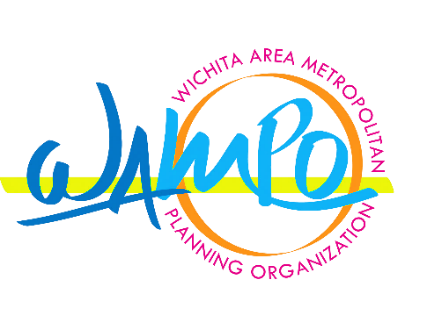 WICHITA AREA METROPOLITAN
WAMPO
PLANNING ORGANIZATION